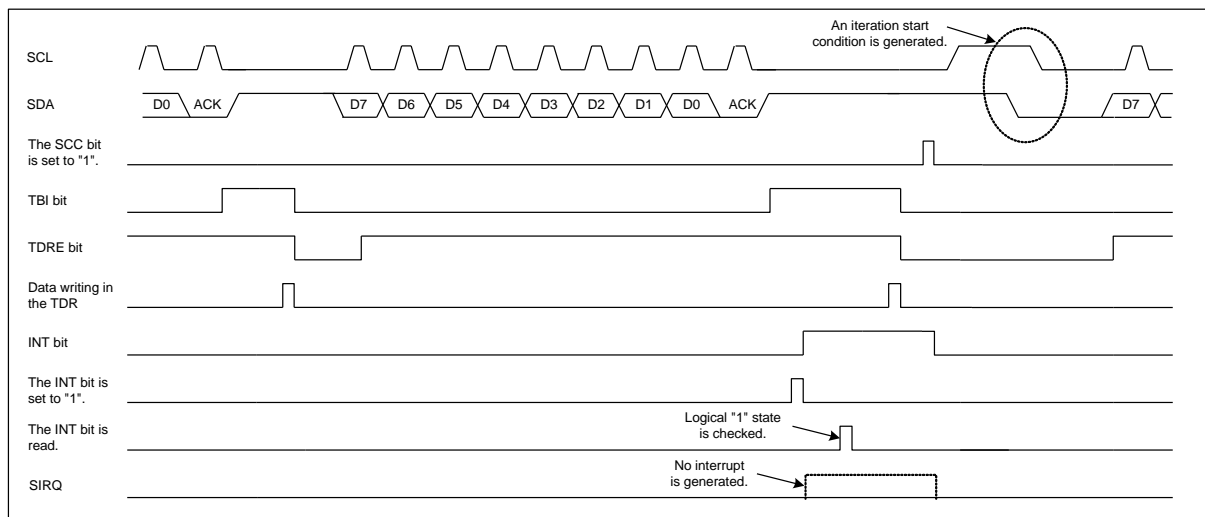 An iteration start
condition is generated.
SCL
SDA
D0 ACK D7 D6 D5 D4 D3 D2 D1 D0 ACK D7
The SCC bit
is set to "1".
TBI bit
TDRE bit
Data writing in
the TDR
INT bit
The INT bit is
set to "1".
The INT bit is
read.
Logical "1" state
is checked.
No interrupt
is generated.
SIRQ